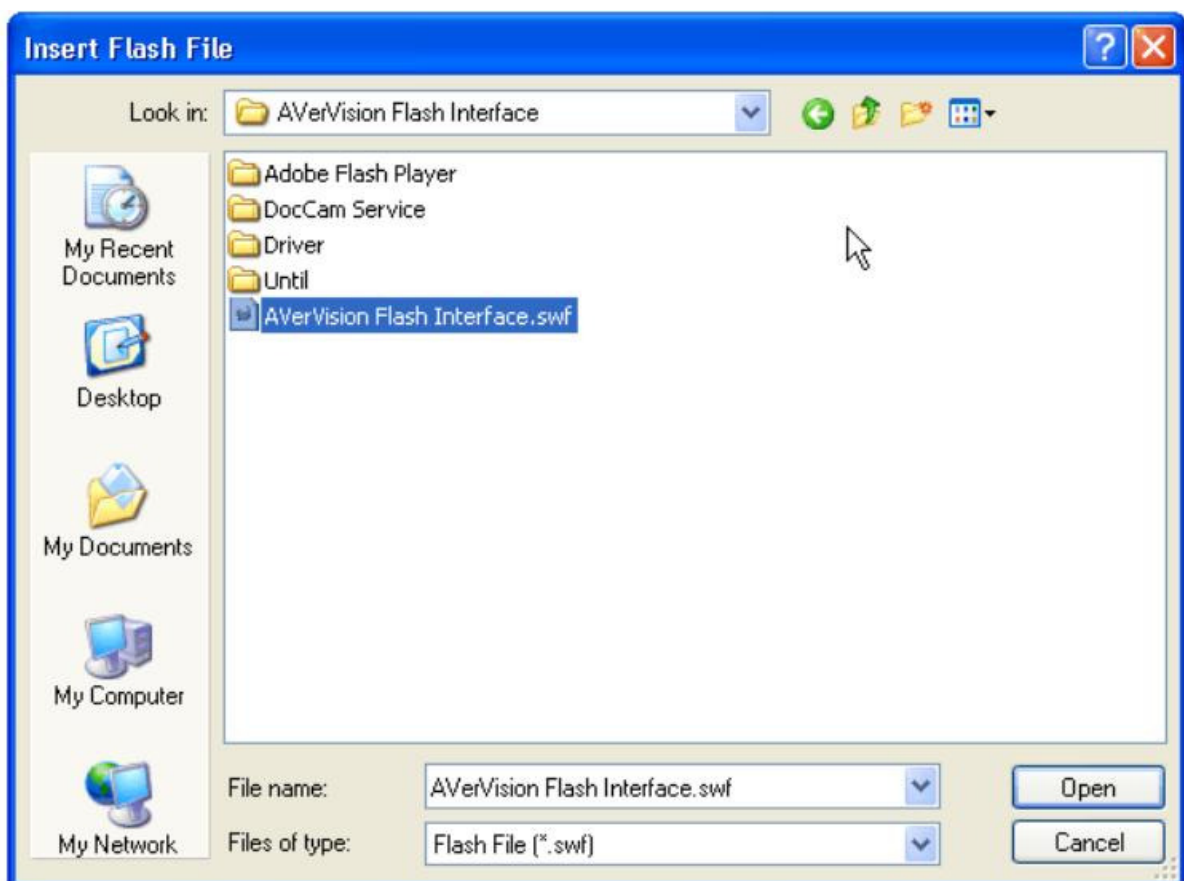 Insert Flash File
Look in: AVerVision Flash Interface
My Recent
Documents
Desktop
My Documents
My Computer
My Network
Adobe Flash Player
DocCam Service
Driver
Until
AVerVision Flash Interface.swf
File name: AVerVision Flash Interface.swf Open
Files of type: Flash File (*.swf) Cancel